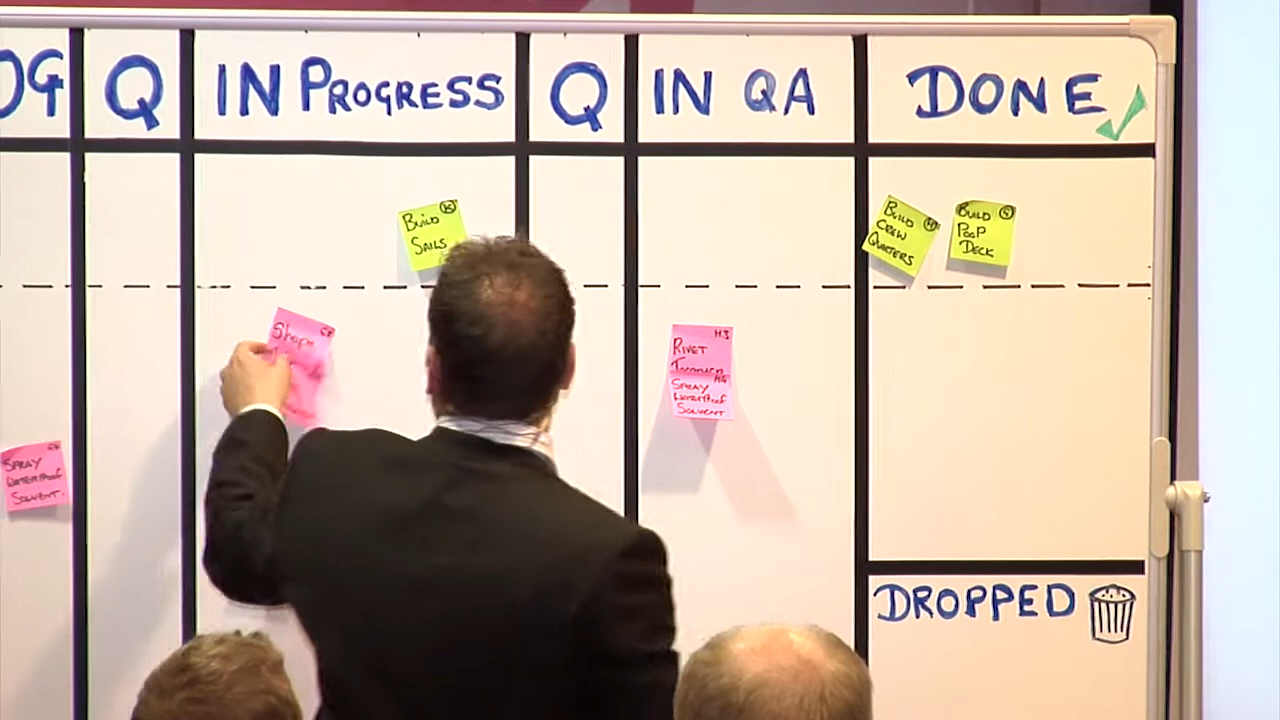 OG
Q
IN PROGRESS
Q
IN QA
DONE
BUILD
SAILS
BUILD
CREW
QUARTERS
BUILD
POOP
DECK
SPRAY
WATERPROOF
SOLVENT.
H3
RIVET
SPRAY
WATERPROOF
SOLVENT
DROPPED